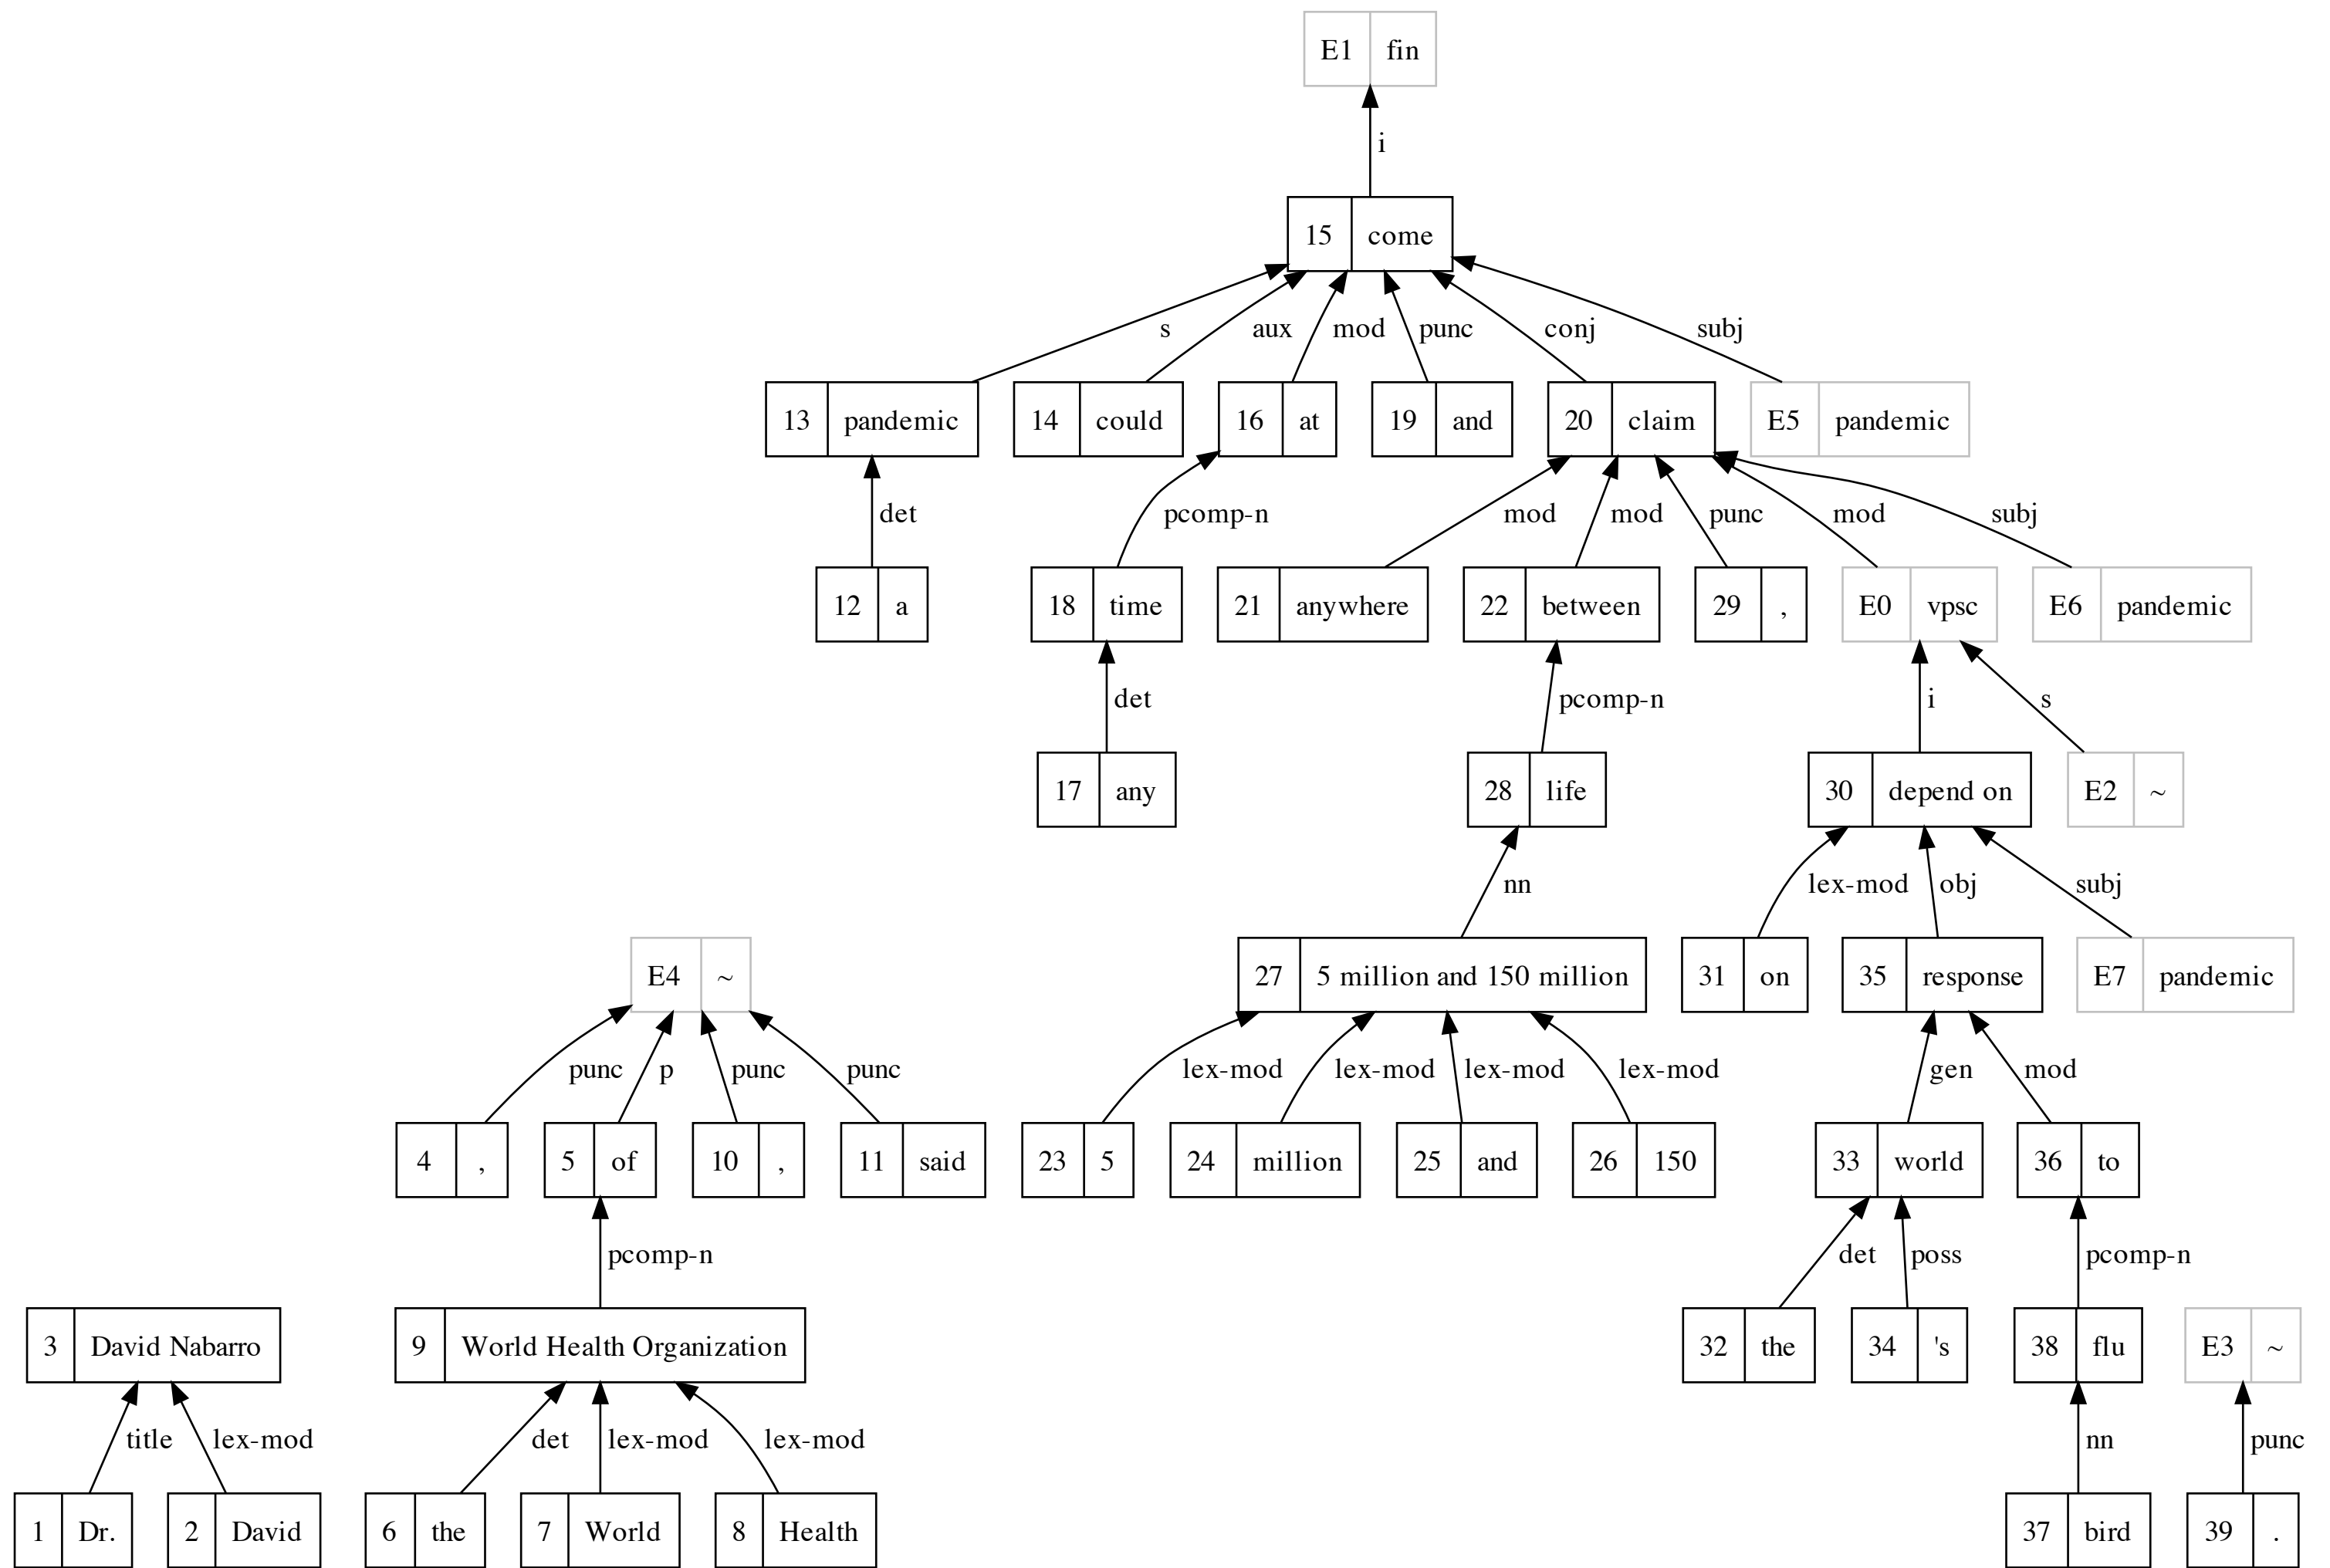 E1 fin
i
15 come
s aux mod punc conj subj
13 pandemic 14 could 16 at 19 and 20 claim E5 pandemic
det pcomp-n mod mod punc mod subj
12 a 18 time 21 anywhere 22 between 29 , E0 vpsc E6 pandemic
det pcomp-n i s
17 any 28 life 30 depend on E2 ~
nn lex-mod obj subj
E4 ~ 27 5 million and 150 million 31 on 35 response E7 pandemic
punc p punc punc lex-mod lex-mod lex-mod lex-mod gen mod
4 , 5 of 10 , 11 said 23 5 24 million 25 and 26 150 33 world 36 to
pcomp-n det poss pcomp-n
3 David Nabarro 9 World Health Organization 32 the 34 's 38 flu E3 ~
title lex-mod det lex-mod lex-mod nn punc
1 Dr. 2 David 6 the 7 World 8 Health 37 bird 39 .